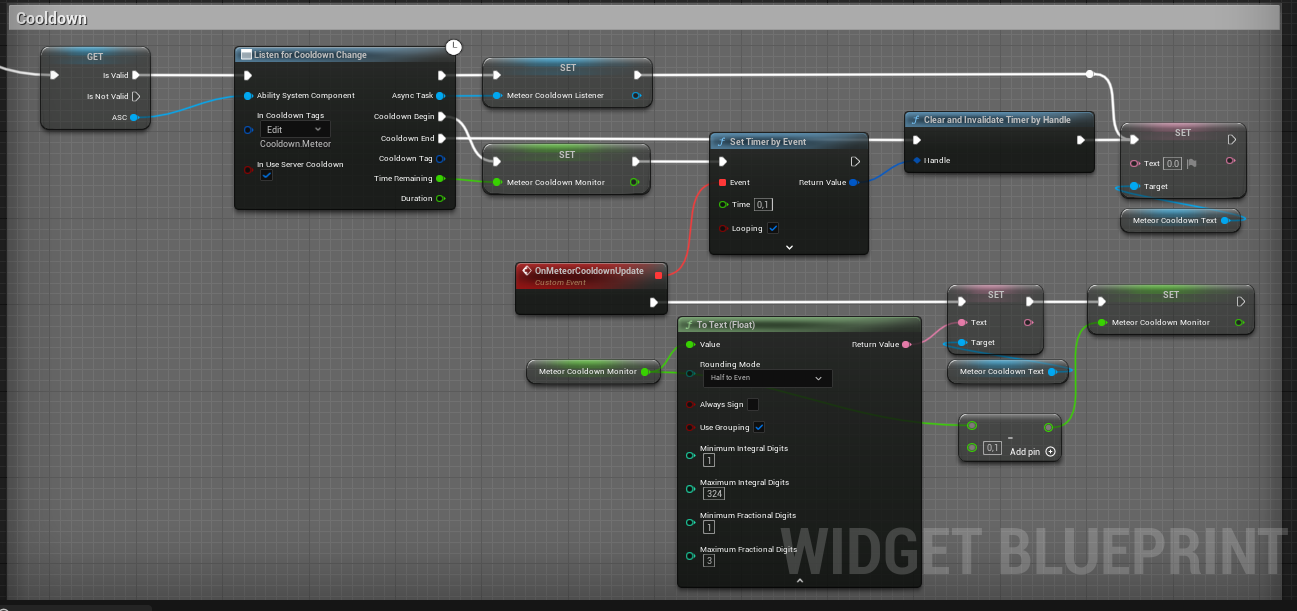 Cooldown
GET
Is Valid
Is Not Valid
ASC
Listen for Cooldown Change
Ability System Component
Async Task
In Cooldown Tags
Cooldown Begin
Edit
Cooldown End
Cooldown.Meteor
Cooldown Tag
In Use Server Cooldown
Time Remaining
Duration
SET
Meteor Cooldown Listener
SET
Meteor Cooldown Monitor
Set Timer by Event
Event
Return Value
Time 0,1
Looping
Clear and Invalidate Timer by Handle
Handle
SET
Text 0.0
Target
Meteor Cooldown Text
OnMeteorCooldownUpdate
Custom Event
SET
Text
Target
Meteor Cooldown Text
SET
Meteor Cooldown Monitor
Meteor Cooldown Monitor
To Text (Float)
Value
Return Value
Rounding Mode
Half to Even
Always Sign
Use Grouping
Minimum Integral Digits
1
Maximum Integral Digits
324
Minimum Fractional Digits
1
Maximum Fractional Digits
3
-
0,1
Add pin
WIDGET BLUEPRINT